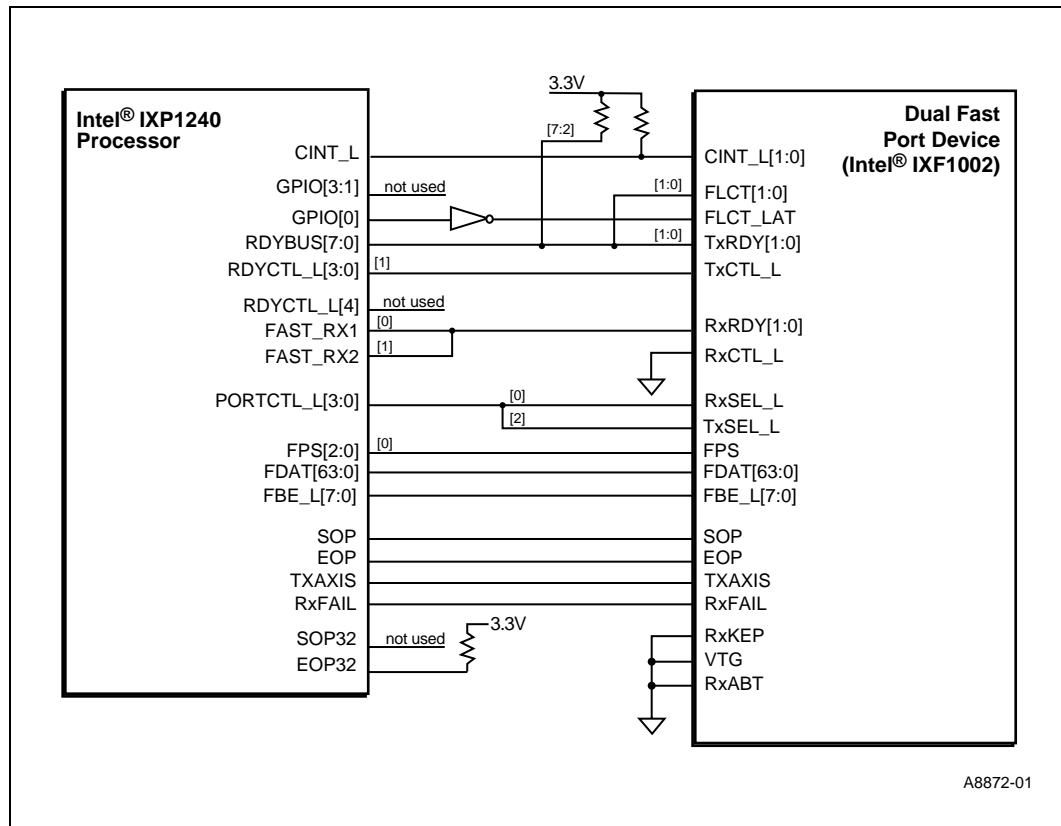 Intel® IXP1240
Processor
3.3V
[7:2]
Dual Fast
Port Device
(Intel® IXF1002)
CINT_L
CINT_L[1:0]
GPIO[3:1]
not used
[1:0]
FLCT[1:0]
GPIO[0]
FLCT_LAT
RDYBUS[7:0]
[1:0]
TxRDY[1:0]
RDYCTL_L[3:0]
[1]
TxCTL_L
RDYCTL_L[4]
not used
FAST_RX1
[0]
RxRDY[1:0]
FAST_RX2
[1]
RxCTL_L
PORTCTL_L[3:0]
[0]
RxSEL_L
[2]
TxSEL_L
FPS[2:0]
[0]
FPS
FDAT[63:0]
FDAT[63:0]
FBE_L[7:0]
FBE_L[7:0]
SOP
SOP
EOP
EOP
TXAXIS
TXAXIS
RxFAIL
RxFAIL
3.3V
SOP32
not used
RxKEP
EOP32
VTG
RxABT
A8872-01